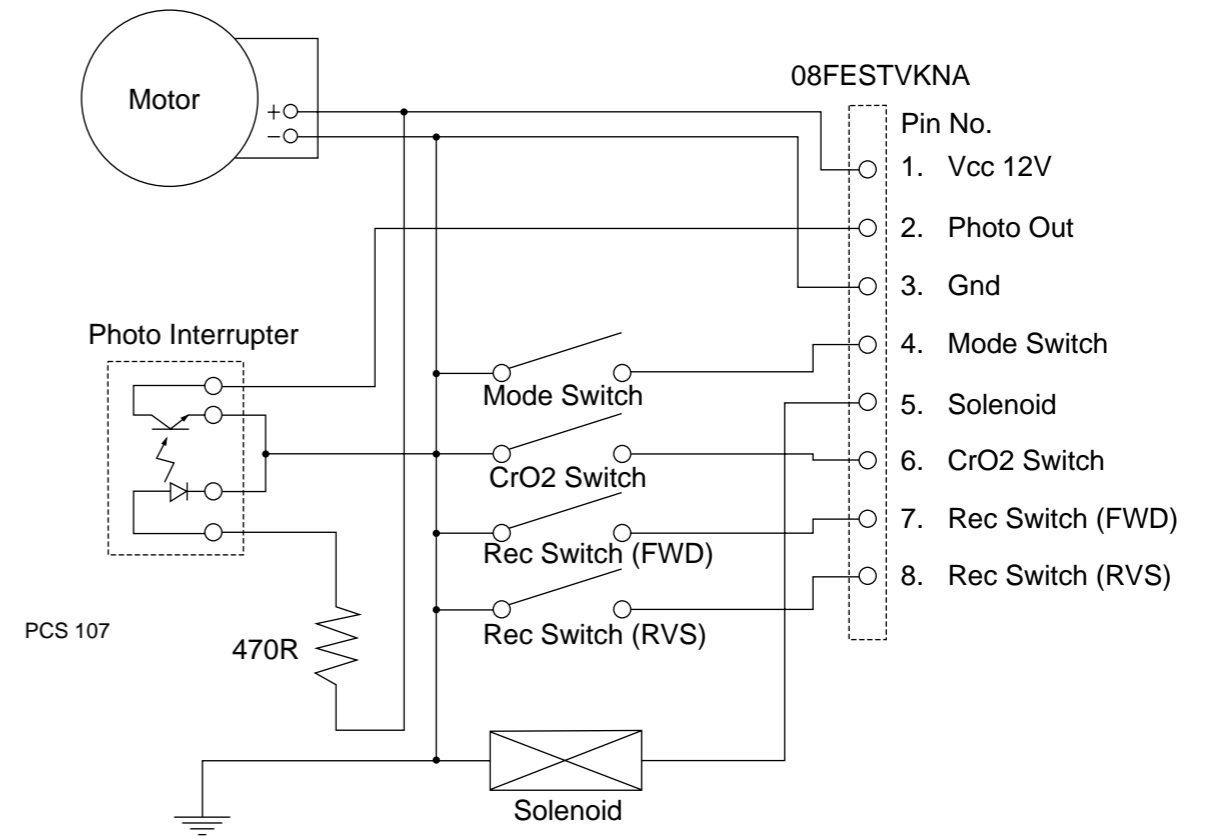 08FESTVKNA
Motor
+
−
Pin No.
1. Vcc 12V
2. Photo Out
3. Gnd
Photo Interrupter
4. Mode Switch
Mode Switch
5. Solenoid
6. CrO2 Switch
CrO2 Switch
7. Rec Switch (FWD)
Rec Switch (FWD)
8. Rec Switch (RVS)
Rec Switch (RVS)
PCS 107
470R
Solenoid